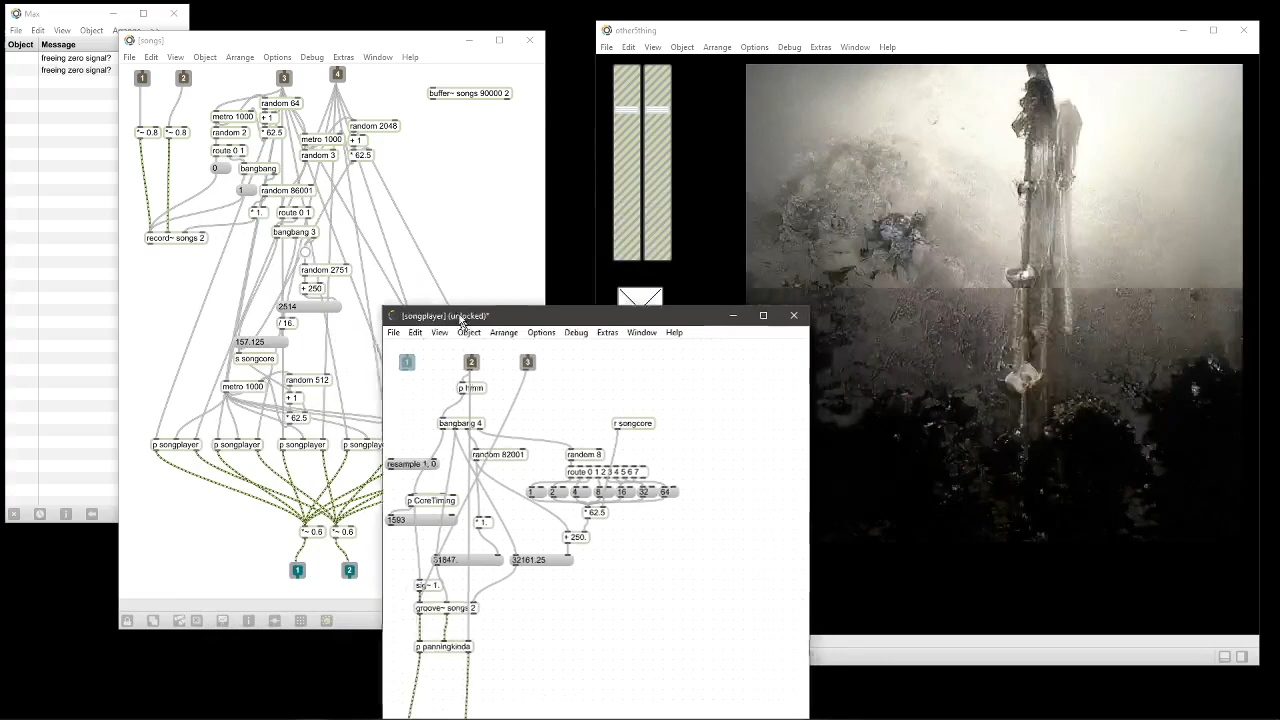 Max
File Edit View Object Arrange >>
Object Message
freeing zero signal?
freeing zero signal?
[songs]
File Edit View Object Arrange Options Debug Extras Window Help
1 2 3 4
buffer~ songs 90000 2
random 64
metro 1000 + 1
random 2048
*~ 0.8 *~ 0.8 random 2 * 62.5
metro 1000 + 1
route 0 1 random 3 * 62.5
0 bangbang
1 random 86001
* 1. route 0 1
record~ songs 2 bangbang 3
random 2751
+ 250
2514
/ 16.
157.125
s songcore
metro 1000 random 512
+ 1
* 62.5
p songplayer p songplayer p songplayer p songplaye
*~ 0.6 *~ 0.6
1 2
other5thing
File Edit View Object Arrange Options Debug Extras Window Help
[songplayer] (unlocked)*
File Edit View Object Arrange Options Debug Extras Window Help
1 2 3
p hmm
bangbang 4 r songcore
random 82001 random 8
resample 1, 0 route 0 1 2 3 4 5 6 7
1 2 4 8 16 32 64
p CoreTiming * 62.5
1593 * 1.
+ 250.
32161.25
sig~ 1.
groove~ songs 2
p panningkinda